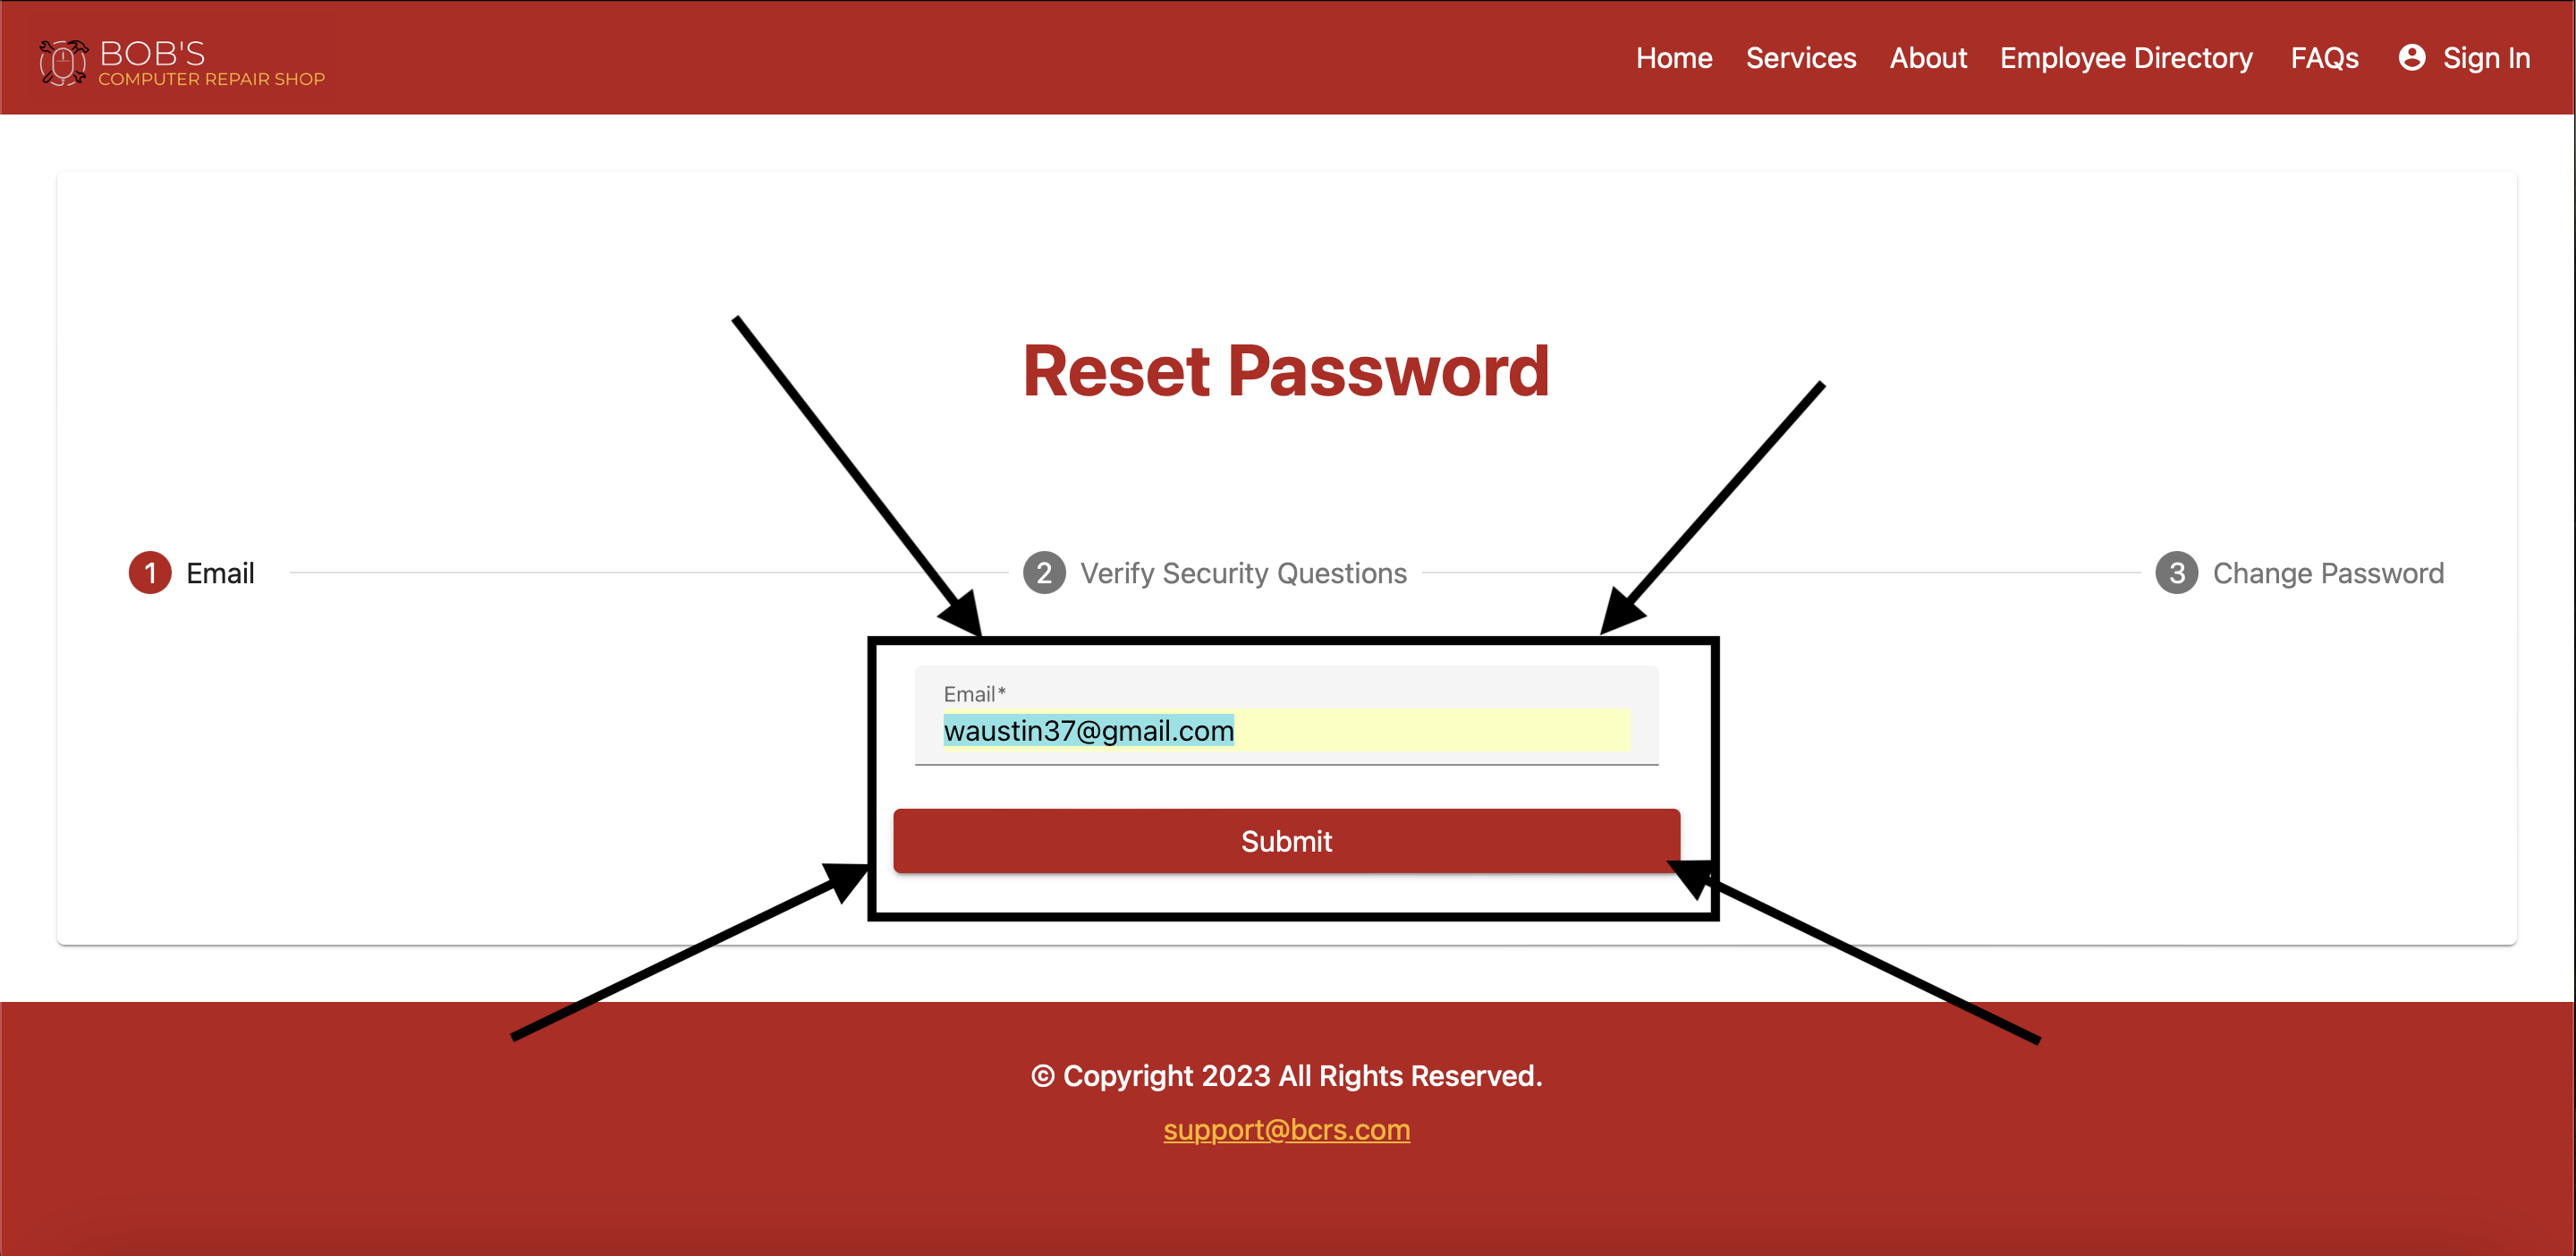 BOB'S
COMPUTER REPAIR SHOP
Home Services About Employee Directory FAQs Sign In
Reset Password
1 Email 2 Verify Security Questions 3 Change Password
Email*
waustin37@gmail.com
Submit
© Copyright 2023 All Rights Reserved.
support@bcrs.com